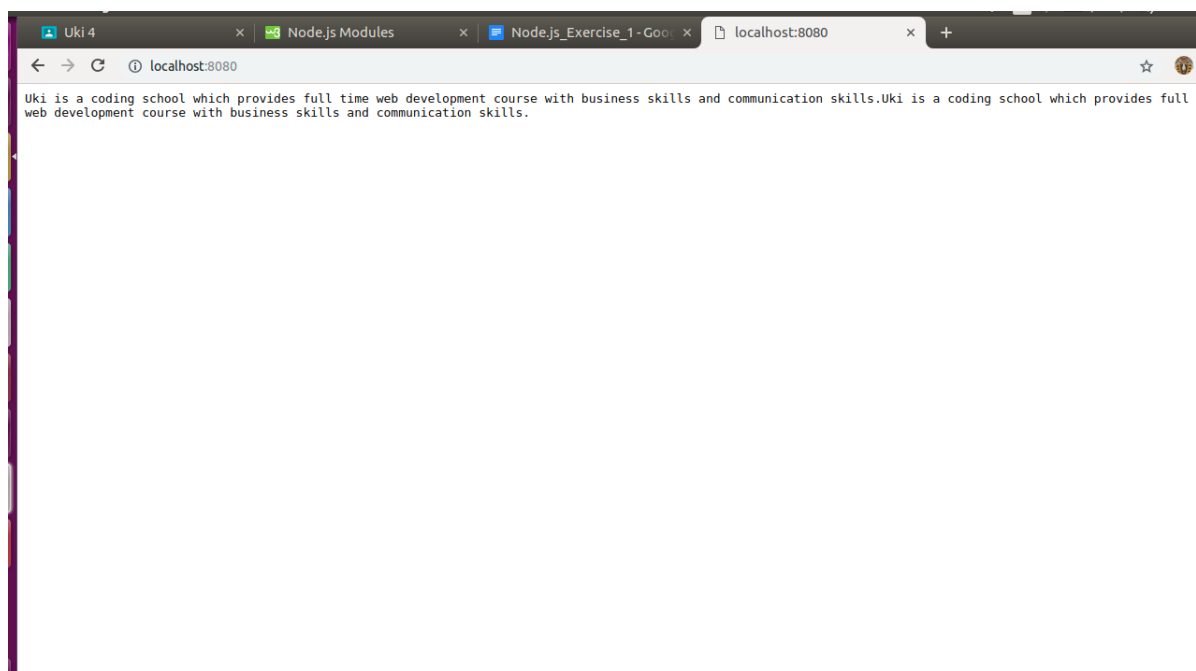 Uki 4
Node.js Modules
Node.js_Exercise_1 - Goo
localhost:8080
localhost:8080
Uki is a coding school which provides full time web development course with business skills and communication skills.Uki is a coding school which provides full
web development course with business skills and communication skills.